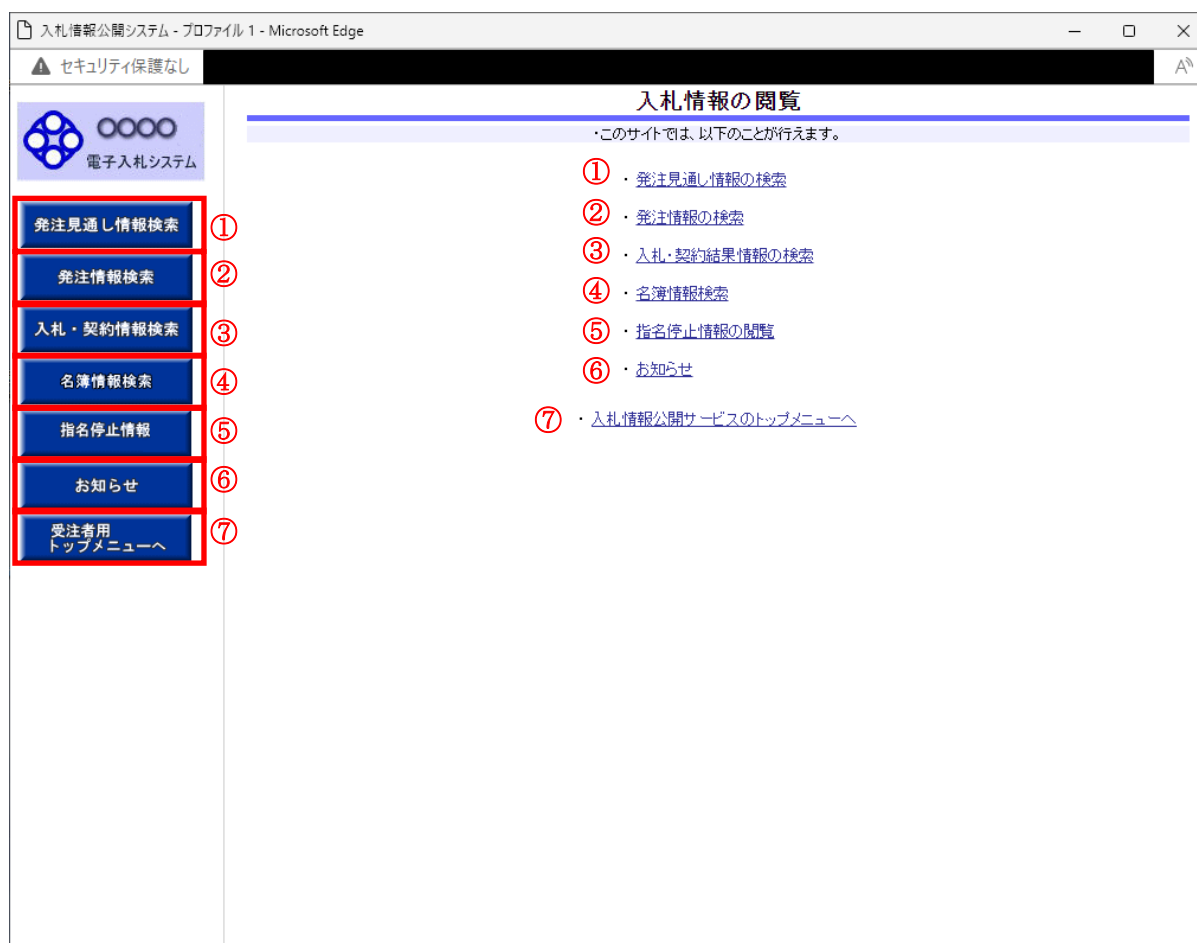 入札情報公開システム - プロファイル 1 - Microsoft Edge
セキュリティ保護なし
A
〇〇〇〇
電子入札システム
発注見通し情報検索 ①
発注情報検索 ②
入札・契約情報検索 ③
名簿情報検索 ④
指名停止情報 ⑤
お知らせ ⑥
受注者用
トップメニューへ ⑦
入札情報の閲覧
・このサイトでは、以下のことが行えます。
① ・ 発注見通し情報の検索
② ・ 発注情報の検索
③ ・ 入札・契約結果情報の検索
④ ・ 名簿情報検索
⑤ ・ 指名停止情報の閲覧
⑥ ・ お知らせ
⑦ ・ 入札情報公開サービスのトップメニューへ